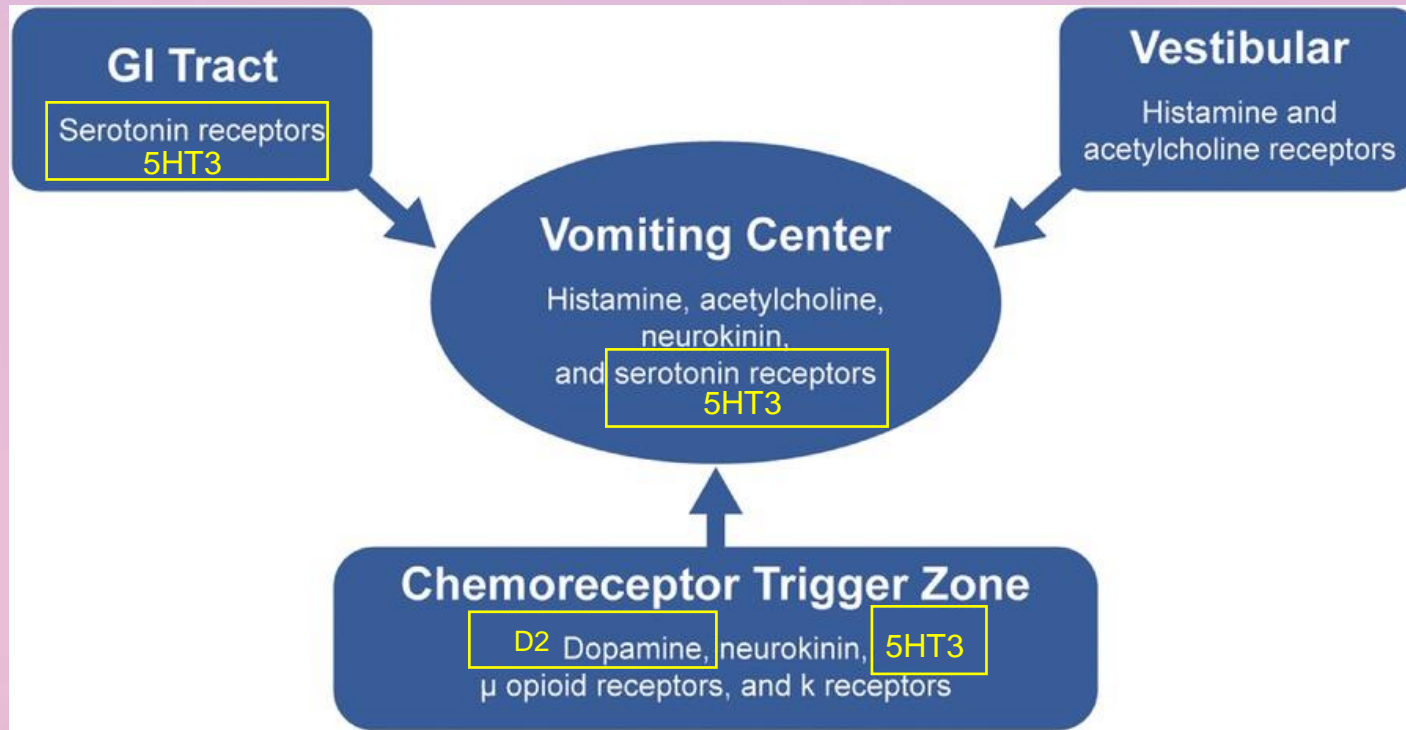 GI Tract
Serotonin receptors
5HT3
Vestibular
Histamine and
acetylcholine receptors
Vomiting Center
Histamine, acetylcholine,
neurokinin,
and serotonin receptors
5HT3
Chemoreceptor Trigger Zone
D2 Dopamine, neurokinin, 5HT3
μ opioid receptors, and k receptors